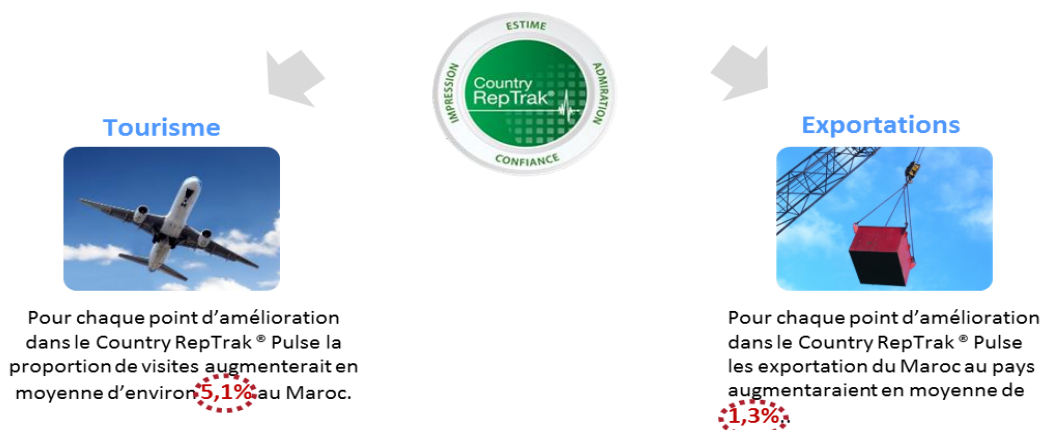 ESTIME
IMPRESSION
ADMIRATION
Country
RepTrak®
CONFIANCE
Tourisme
Pour chaque point d'amélioration
dans le Country RepTrak ® Pulse la
proportion de visites augmenterait en
moyenne d'environ 5,1% au Maroc.
Exportations
Pour chaque point d'amélioration
dans le Country RepTrak ® Pulse
les exportation du Maroc au pays
augmentaraient en moyenne de
1,3%.